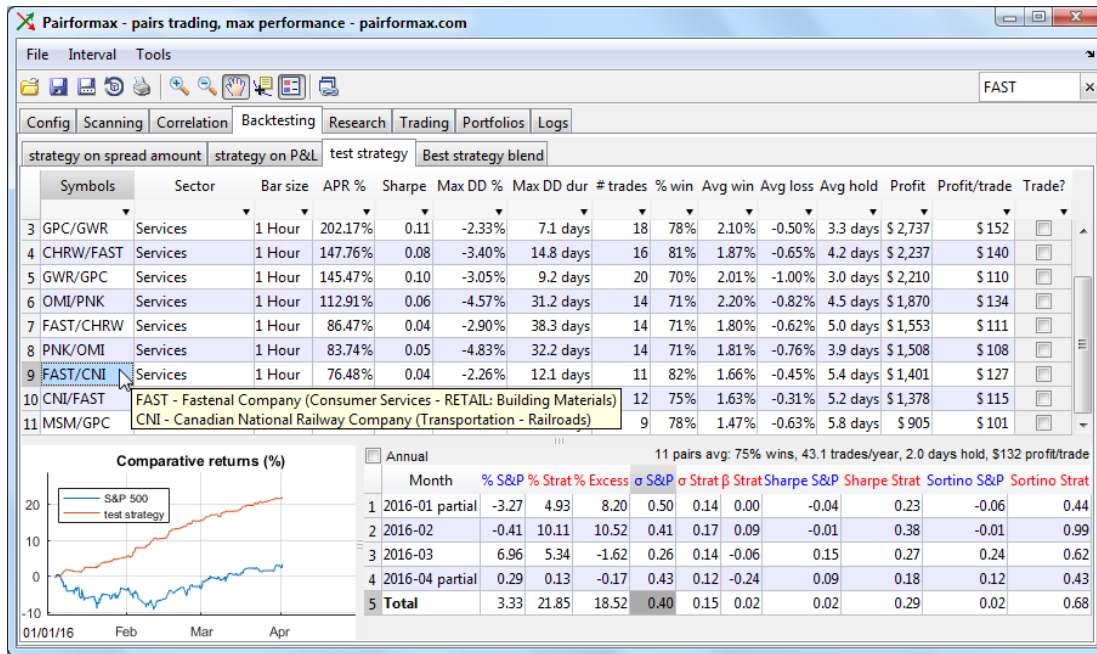 Pairformax - pairs trading, max performance - pairformax.com
File Interval Tools
FAST
Config Scanning Correlation Backtesting Research Trading Portfolios Logs
strategy on spread amount strategy on P&L test strategy Best strategy blend
Symbols Sector Bar size APR % Sharpe Max DD % Max DD dur # trades % win Avg win Avg loss Avg hold Profit Profit/trade Trade?
3 GPC/GWR Services 1 Hour 202.17% 0.11 -2.33% 7.1 days 18 78% 2.10% -0.50% 3.3 days $ 2,737 $ 152
4 CHRW/FAST Services 1 Hour 147.76% 0.08 -3.40% 14.8 days 16 81% 1.87% -0.65% 4.2 days $ 2,237 $ 140
5 GWR/GPC Services 1 Hour 145.47% 0.10 -3.05% 9.2 days 20 70% 2.01% -1.00% 3.0 days $ 2,210 $ 110
6 OMI/PNK Services 1 Hour 112.91% 0.06 -4.57% 31.2 days 14 71% 2.20% -0.82% 4.5 days $ 1,870 $ 134
7 FAST/CHRW Services 1 Hour 86.47% 0.04 -2.90% 38.3 days 14 71% 1.80% -0.62% 5.0 days $ 1,553 $ 111
8 PNK/OMI Services 1 Hour 83.74% 0.05 -4.83% 32.2 days 14 71% 1.81% -0.76% 3.9 days $ 1,508 $ 108
9 FAST/CNI Services 1 Hour 76.48% 0.04 -2.26% 12.1 days 11 82% 1.66% -0.45% 5.4 days $ 1,401 $ 127
10 CNI/FAST 12 75% 1.63% -0.31% 5.2 days $ 1,378 $ 115
FAST - Fastenal Company (Consumer Services - RETAIL: Building Materials)
CNI - Canadian National Railway Company (Transportation - Railroads)
11 MSM/GPC 9 78% 1.47% -0.63% 5.8 days $ 905 $ 101
Comparative returns (%)
S&P 500
test strategy
20
10
0
-10
01/01/16 Feb Mar Apr
Annual 11 pairs avg: 75% wins, 43.1 trades/year, 2.0 days hold, $132 profit/trade
Month % S&P % Strat % Excess σ S&P σ Strat β Strat Sharpe S&P Sharpe Strat Sortino S&P Sortino Strat
1 2016-01 partial -3.27 4.93 8.20 0.50 0.14 0.00 -0.04 0.23 -0.06 0.44
2 2016-02 -0.41 10.11 10.52 0.41 0.17 0.09 -0.01 0.38 -0.01 0.99
3 2016-03 6.96 5.34 -1.62 0.26 0.14 -0.06 0.15 0.27 0.24 0.62
4 2016-04 partial 0.29 0.13 -0.17 0.43 0.12 -0.24 0.09 0.18 0.12 0.43
5 Total 3.33 21.85 18.52 0.40 0.15 0.02 0.02 0.29 0.02 0.68